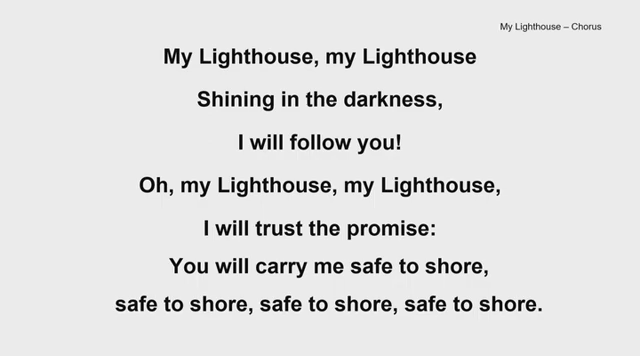 My Lighthouse – Chorus
My Lighthouse, my Lighthouse
Shining in the darkness,
I will follow you!
Oh, my Lighthouse, my Lighthouse,
I will trust the promise:
You will carry me safe to shore,
safe to shore, safe to shore, safe to shore.